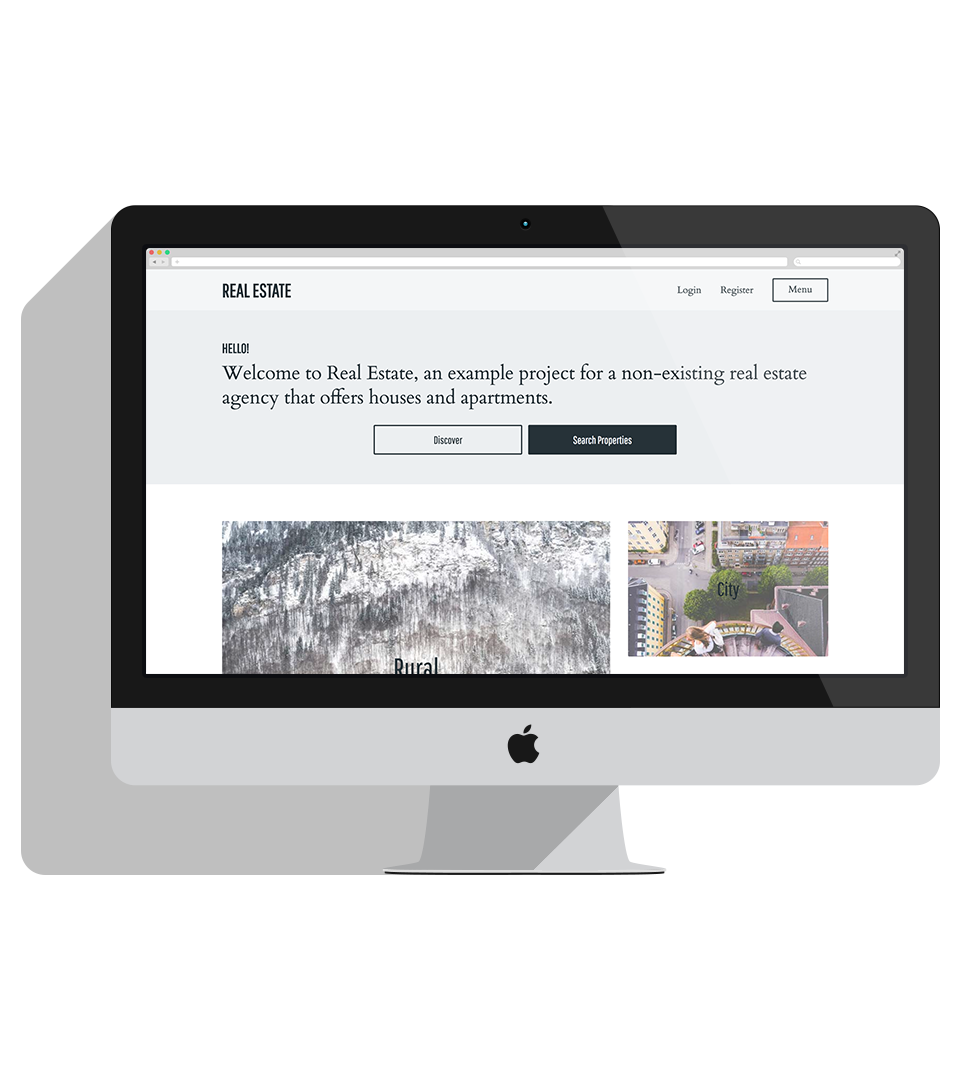 REAL ESTATE
Login Register Menu
HELLO!
Welcome to Real Estate, an example project for a non-existing real estate
agency that offers houses and apartments.
Discover Search Properties
City
Rural